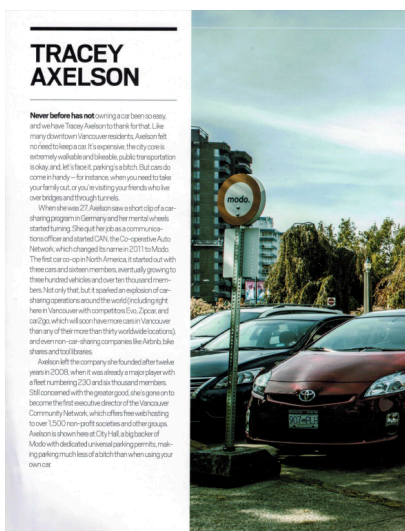 TRACEY
AXELSON
Never before has not owning a car been so easy,
and we have Tracey Axelson to thank for that. Like
many downtown Vancouver residents, Axelson felt
no need to keep a car. It's expensive, the city core is
extremely walkable and bikeable, public transportation
is okay, and, let's face it, parking's a bitch. But cars do
come in handy—for instance, when you need to take
your family out, or you're visiting your friends who live
over bridges and through tunnels.
When she was 27, Axelson saw a short clip of a car-
sharing program in Germany and her mental wheels
started turning. She quit her job as a communica-
tions officer and started CAN, the Co-operative Auto
Network, which changed its name in 2011 to Modo.
The first car co-op in North America, it started out with
three cars and sixteen members, eventually growing to
three hundred vehicles and over ten thousand mem-
bers. Not only that, but it sparked an explosion of car-
sharing operations around the world (including right
here in Vancouver with competitors Evo, Zipcar, and
car2go, which will soon have more cars in Vancouver
than any of their more than thirty worldwide locations),
and even non-car-sharing companies like Airbnb, bike
shares and tool libraries.
Axelson left the company she founded after twelve
years in 2008, when it was already a major player with
a fleet numbering 230 and six thousand members.
Still concerned with the greater good, she's gone on to
become the first executive director of the Vancouver
Community Network, which offers free web hosting
to over 1,500 non-profit societies and other groups.
Axelson is shown here at City Hall, a big backer of
Modo with dedicated universal parking permits, mak-
ing parking much less of a bitch than when using your
own car.
modo.